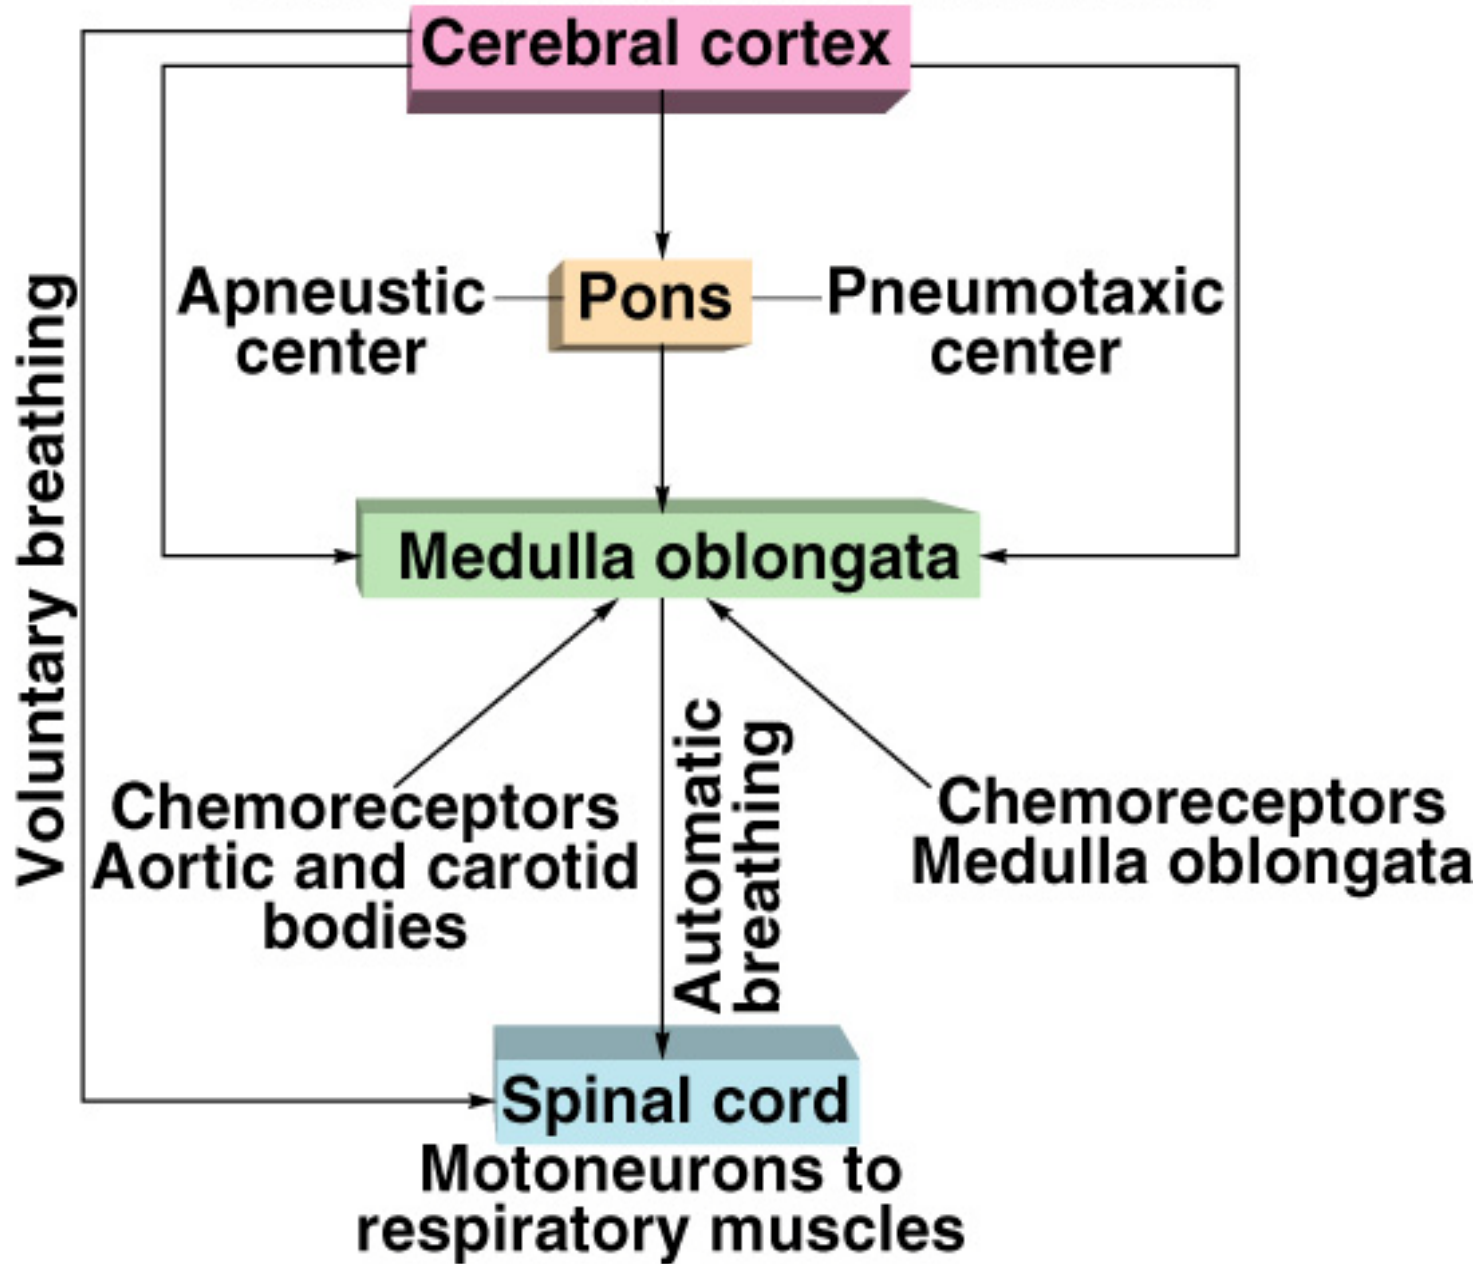 Cerebral cortex
Voluntary breathing
Apneustic
center
Pons
Pneumotaxic
center
Medulla oblongata
Chemoreceptors
Aortic and carotid
bodies
Automatic
breathing
Chemoreceptors
Medulla oblongata
Spinal cord
Motoneurons to
respiratory muscles